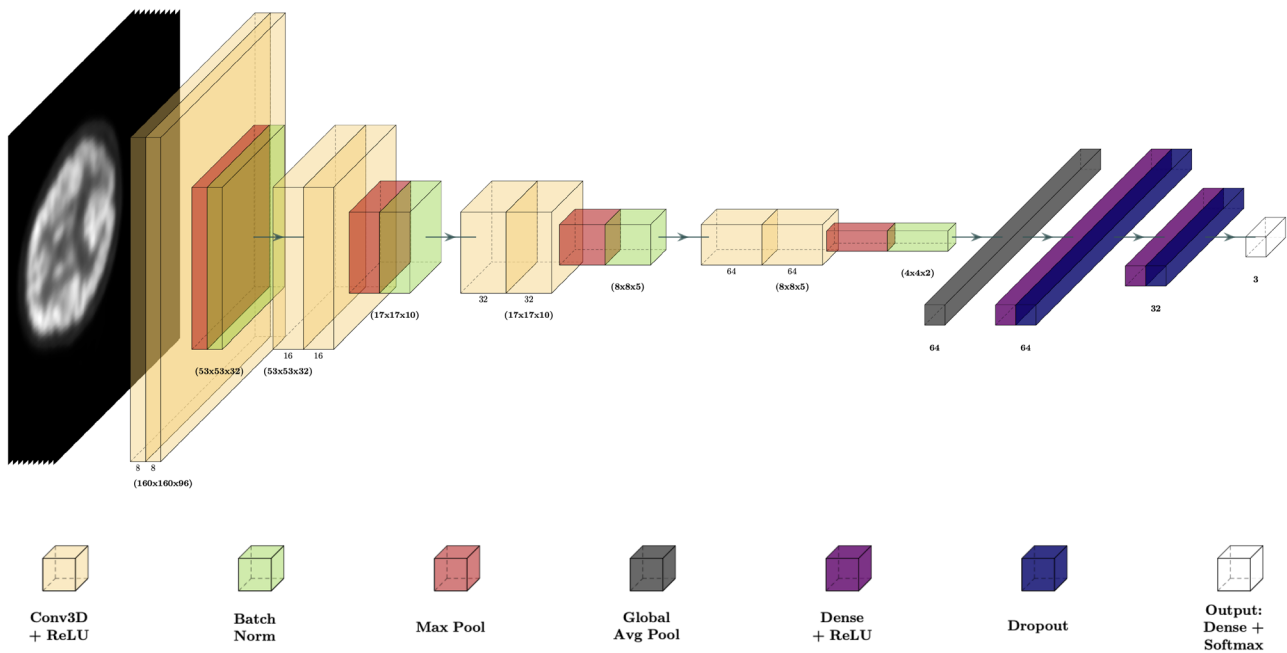 8 8
(160x160x96)
(53x53x32)
16 16
(53x53x32)
(17x17x10)
32 32
(17x17x10)
(8x8x5)
64 64
(8x8x5)
(4x4x2)
64
64
32
3
Conv3D
+ ReLU
Batch
Norm
Max Pool
Global
Avg Pool
Dense
+ ReLU
Dropout
Output:
Dense +
Softmax